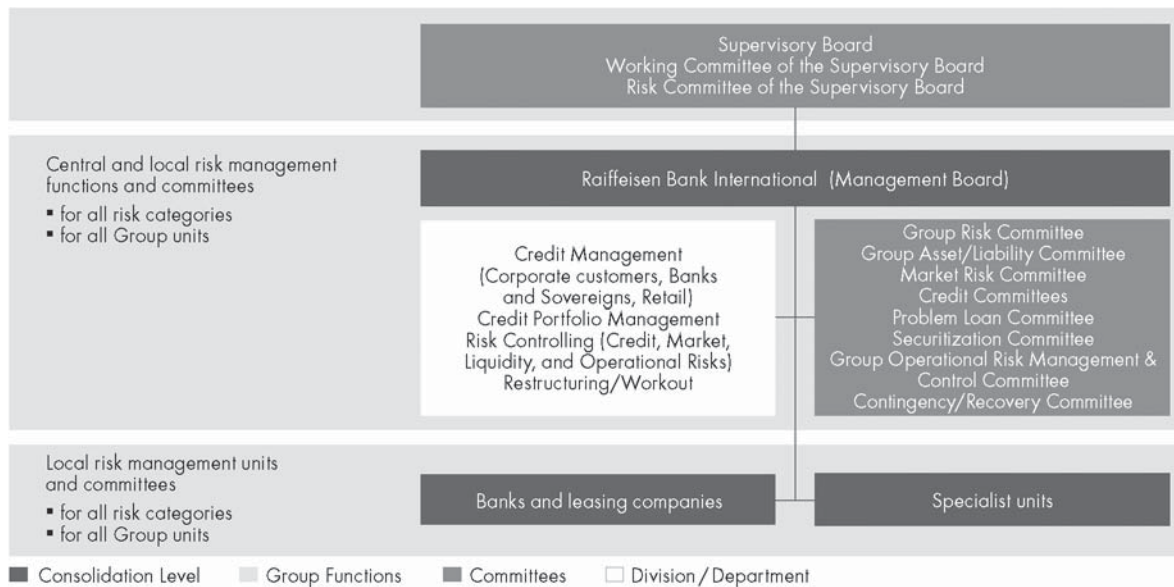 Supervisory Board
Working Committee of the Supervisory Board
Risk Committee of the Supervisory Board
Central and local risk management
functions and committees
▪ for all risk categories
▪ for all Group units
Raiffeisen Bank International (Management Board)
Credit Management
(Corporate customers, Banks
and Sovereigns, Retail)
Credit Portfolio Management
Risk Controlling (Credit, Market,
Liquidity, and Operational Risks)
Restructuring/Workout
Group Risk Committee
Group Asset/Liability Committee
Market Risk Committee
Credit Committees
Problem Loan Committee
Securitization Committee
Group Operational Risk Management &
Control Committee
Contingency/Recovery Committee
Local risk management units
and committees
▪ for all risk categories
▪ for all Group units
Banks and leasing companies
Specialist units
Consolidation Level
Group Functions
Committees
Division/Department